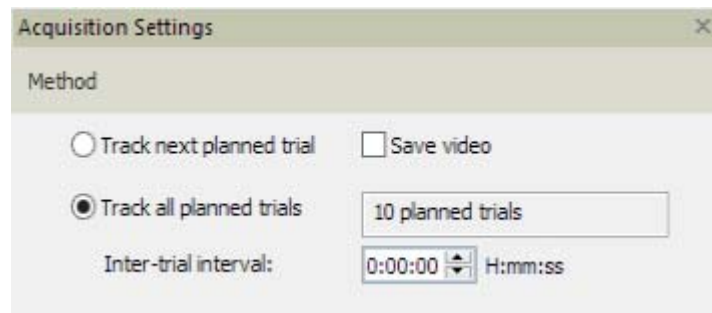 Acquisition Settings
Method
Track next planned trial Save video
Track all planned trials 10 planned trials
Inter-trial interval: 0:00:00 H:mm:ss